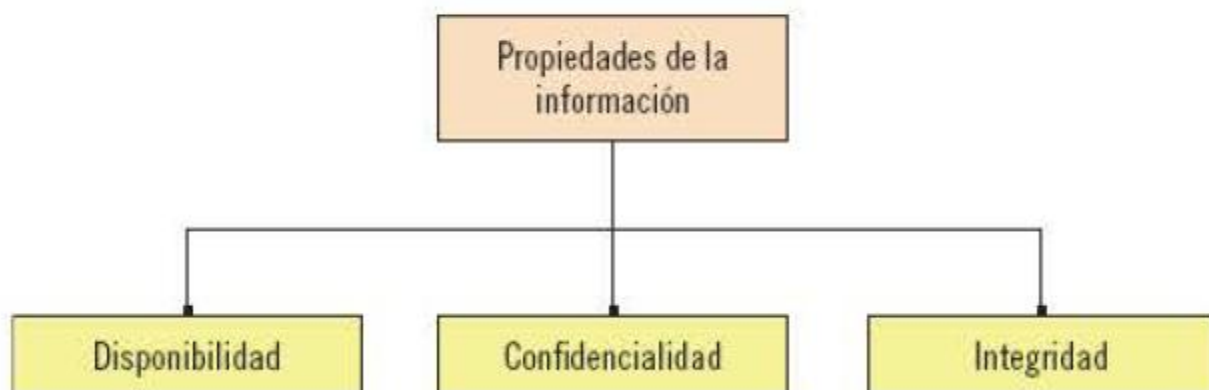 Propiedades de la
información
Disponibilidad
Confidencialidad
Integridad